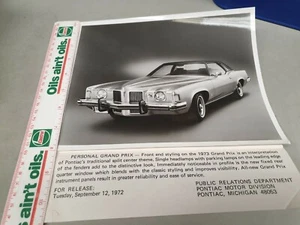 Oils ain't oils.
Oils ain't oils.
PERSONAL GRAND PRIX — Front end styling on the 1973 Grand Prix is an interpretation
of Pontiac's traditional split center theme. Single headlamps with parking lamps on the leading edge
of the fenders add to the distinctive look. Immediately noticeable in profile is the new fixed rear
quarter window which blends with the classic styling and improves visibility. All-new Grand Prix
instrument panels result in greater reliability and ease of service.
FOR RELEASE:
Tuesday, September 12, 1972
PUBLIC RELATIONS DEPARTMENT
PONTIAC MOTOR DIVISION
PONTIAC, MICHIGAN 48053